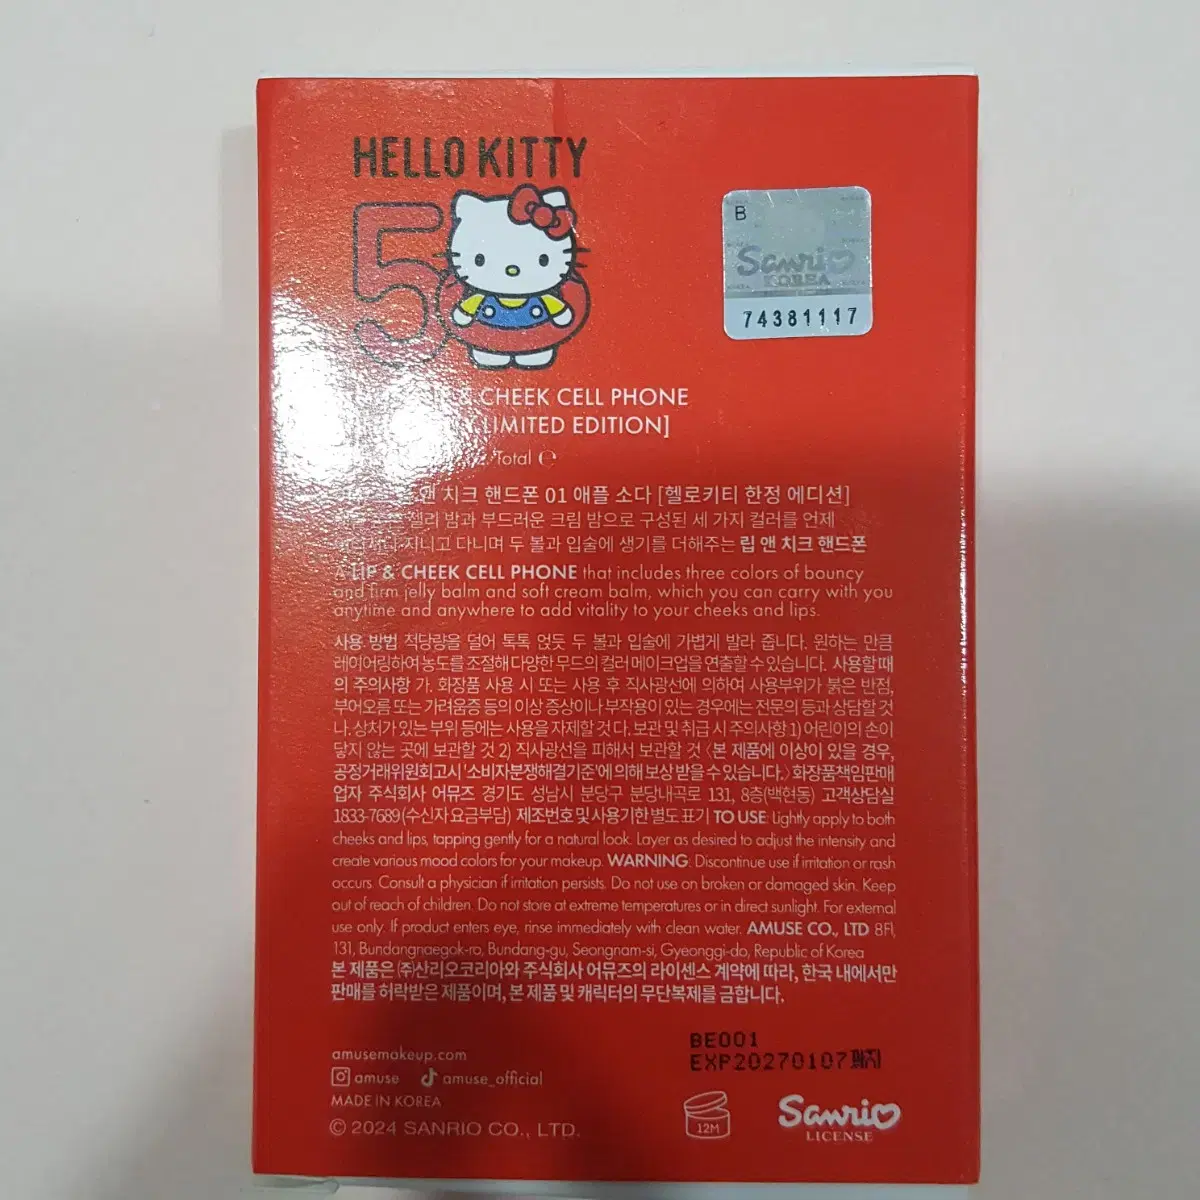 HELLO KITTY
50
B
Sanrio
KOREA
74381117
& CHEEK CELL PHONE
LIMITED EDITION]
Total ℮
앤 치크 핸드폰 01 애플 소다 [헬로키티 한정 에디션]
젤리 밤과 부드러운 크림 밤으로 구성된 세 가지 컬러를 언제
지니고 다니며 두 볼과 입술에 생기를 더해주는 립 앤 치크 핸드폰
A LIP & CHEEK CELL PHONE that includes three colors of bouncy
and firm jelly balm and soft cream balm, which you can carry with you
anytime and anywhere to add vitality to your cheeks and lips.
사용 방법 적당량을 덜어 톡톡 얹듯 두 볼과 입술에 가볍게 발라 줍니다. 원하는 만큼
레이어링하여 농도를 조절해 다양한 무드의 컬러 메이크업을 연출할 수 있습니다. 사용할 때
의 주의사항 가. 화장품 사용 시 또는 사용 후 직사광선에 의하여 사용부위가 붉은 반점,
부어오름 또는 가려움증 등의 이상 증상이나 부작용이 있는 경우에는 전문의 등과 상담할 것
나. 상처가 있는 부위 등에는 사용을 자제할 것 다. 보관 및 취급 시 주의사항 1) 어린이의 손이
닿지 않는 곳에 보관할 것 2) 직사광선을 피해서 보관할 것 <본 제품에 이상이 있을 경우,
공정거래위원회고시 '소비자분쟁해결기준'에 의해 보상 받을 수 있습니다.> 화장품책임판매
업자 주식회사 어뮤즈 경기도 성남시 분당구 분당내곡로 131, 8층(백현동) 고객상담실
1833-7689 (수신자 요금부담) 제조번호 및 사용기한 별도 표기 TO USE: Lightly apply to both
cheeks and lips, tapping gently for a natural look. Layer as desired to adjust the intensity and
create various mood colors for your makeup. WARNING: Discontinue use if irritation or rash
occurs. Consult a physician if irritation persists. Do not use on broken or damaged skin. Keep
out of reach of children. Do not store at extreme temperatures or in direct sunlight. For external
use only. If product enters eye, rinse immediately with clean water. AMUSE CO., LTD 8Fl,
131, Bundangnaegok-ro, Bundang-gu, Seongnam-si, Gyeonggi-do, Republic of Korea
본 제품은 ㈜산리오코리아와 주식회사 어뮤즈의 라이센스 계약에 따라, 한국 내에서만
판매를 허락받은 제품이며, 본 제품 및 캐릭터의 무단복제를 금합니다.
BE001
EXP20270107까지
amusemakeup.com
amuse amuse_official
MADE IN KOREA
© 2024 SANRIO CO., LTD.
12M
Sanrio
LICENSE